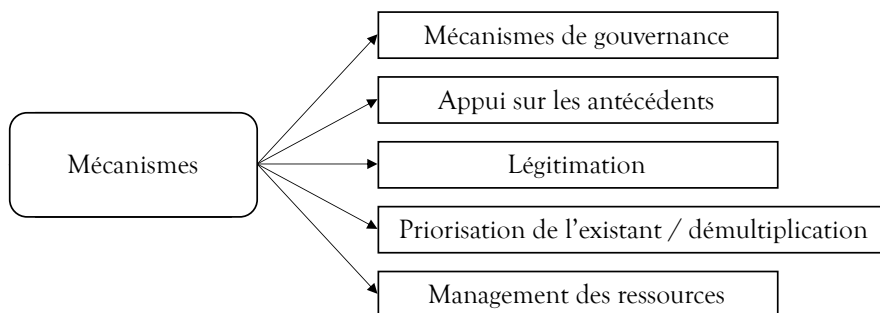 Mécanismes de gouvernance
Appui sur les antécédents
Mécanismes
Légitimation
Priorisation de l’existant / démultiplication
Management des ressources